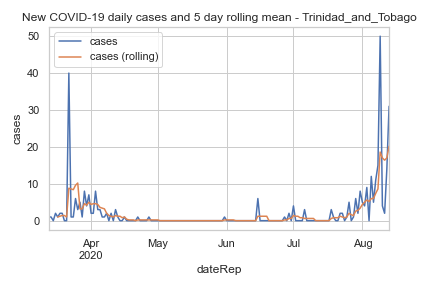 New COVID-19 daily cases and 5 day rolling mean - Trinidad_and_Tobago
cases
cases (rolling)
50
40
30
20
10
0
cases
Apr
2020
May
Jun
Jul
Aug
dateRep